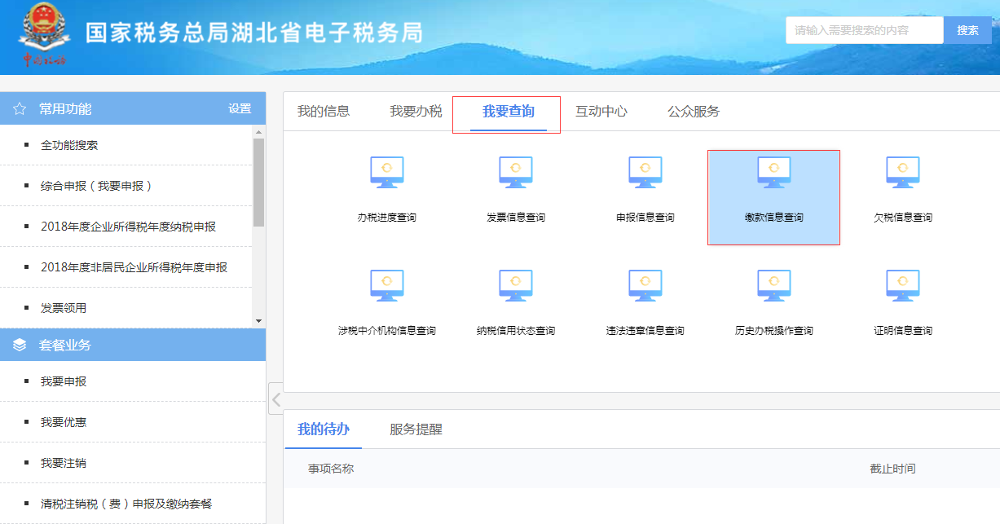 国家税务总局湖北省电子税务局
请输入需要搜索的内容
搜索
常用功能
设置
全功能搜索
综合申报（我要申报）
2018年度企业所得税年度纳税申报
2018年度非居民企业所得税年度申报
发票领用
套餐业务
我要申报
我要优惠
我要注销
清税注销税（费）申报及缴纳套餐
我的信息 我要办税 我要查询 互动中心 公众服务
办税进度查询 发票信息查询 申报信息查询 缴款信息查询 欠税信息查询
涉税中介机构信息查询 纳税信用状态查询 违法违章信息查询 历史办税操作查询 证明信息查询
我的待办 服务提醒
事项名称 截止时间